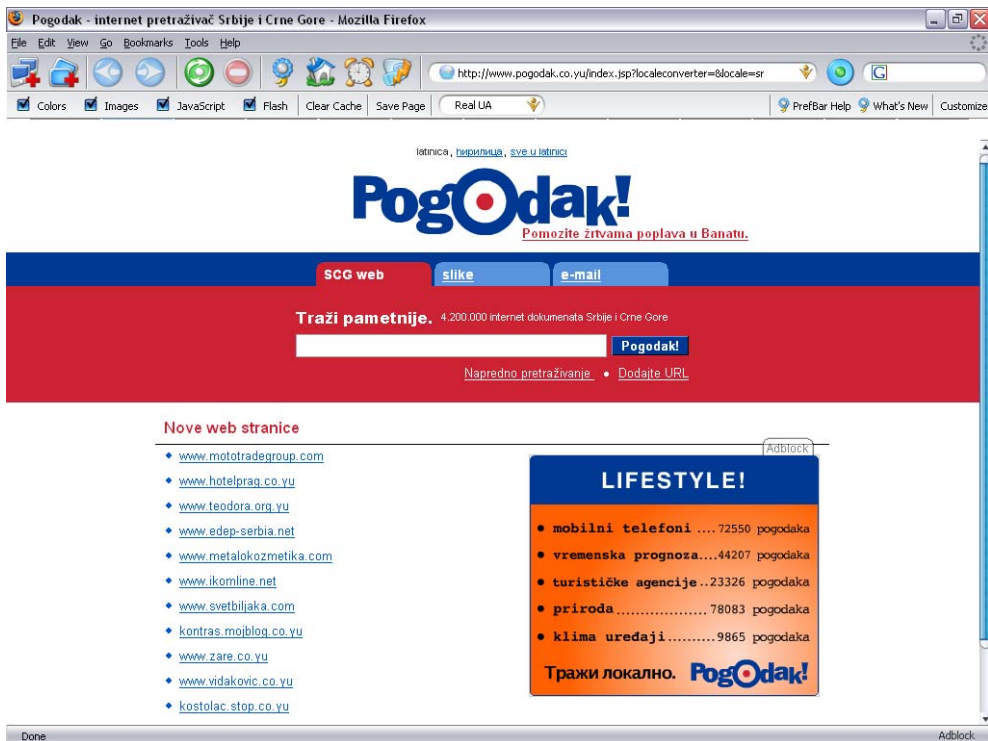 Pogodak - internet pretraživač Srbije i Crne Gore - Mozilla Firefox
File Edit View Go Bookmarks Tools Help
http://www.pogodak.co.yu/index.jsp?localeconverter=&locale=sr
G
Colors Images JavaScript Flash Clear Cache Save Page Real UA PrefBar Help What's New Customize
latinica, ћирилица, sve u latinici
PogOdak!
Pomozite žrtvama poplava u Banatu.
SCG web slike e-mail
Traži pametnije. 4.200.000 internet dokumenata Srbije i Crne Gore
Pogodak!
Napredno pretraživanje • Dodajte URL
Nove web stranice
Adblock
www.mototradegroup.com
www.hotelprag.co.yu
www.teodora.org.yu
www.edep-serbia.net
www.metalokozmetika.com
www.ikomline.net
www.svetbiljaka.com
kontras.mojblog.co.yu
www.zare.co.yu
www.vidakovic.co.yu
kostolac.stop.co.yu
LIFESTYLE!
• mobilni telefoni ....72550 pogodaka
• vremenska prognoza....44207 pogodaka
• turističke agencije..23326 pogodaka
• priroda.................. 78083 pogodaka
• klima uređaji..........9865 pogodaka
Тражи локално. PogOdak!
Done Adblock